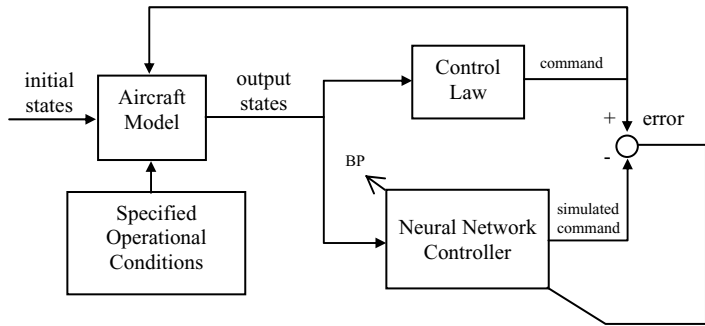 initial
states
Aircraft
Model
output
states
Control
Law
command
+
error
-
BP
Specified
Operational
Conditions
Neural Network
Controller
simulated
command